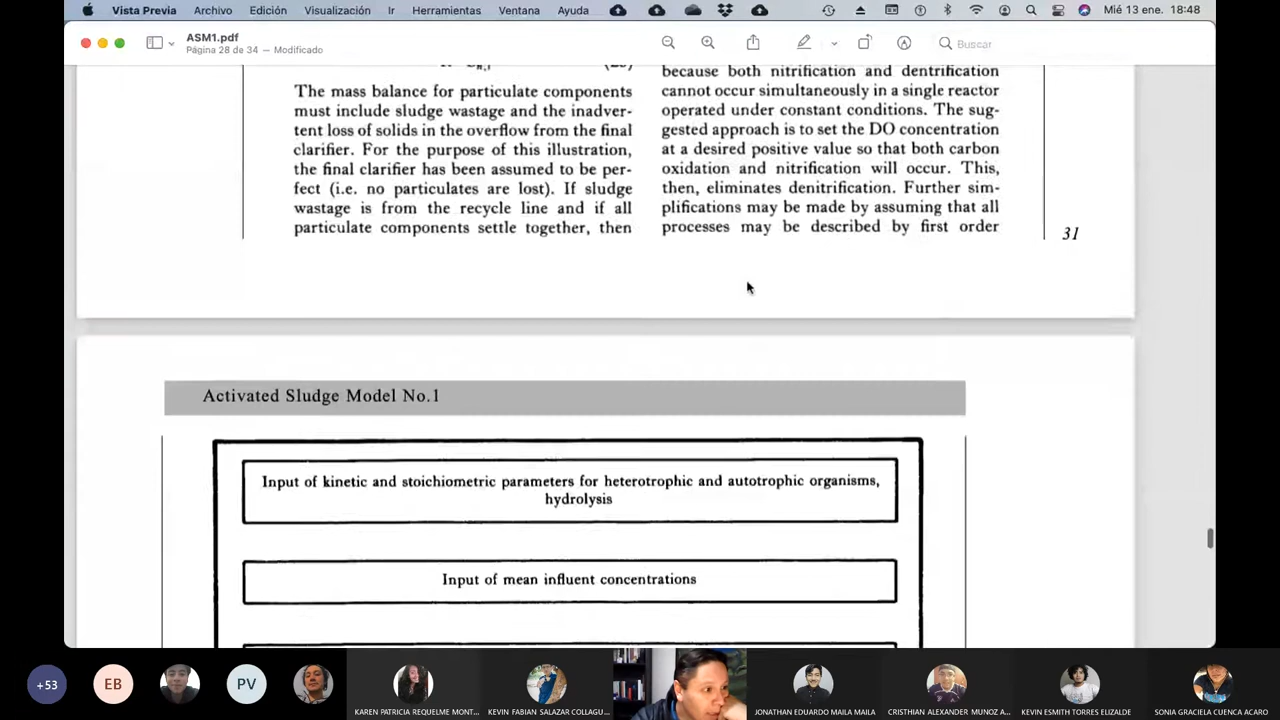 Vista Previa Archivo Edición Visualización Ir Herramientas Ventana Ayuda Mié 13 ene. 18:48
ASM1.pdf
Página 28 de 34 — Modificado
Buscar
The mass balance for particulate components
must include sludge wastage and the inadver-
tent loss of solids in the overflow from the final
clarifier. For the purpose of this illustration,
the final clarifier has been assumed to be per-
fect (i.e. no particulates are lost). If sludge
wastage is from the recycle line and if all
particulate components settle together, then
because both nitrification and dentrification
cannot occur simultaneously in a single reactor
operated under constant conditions. The sug-
gested approach is to set the DO concentration
at a desired positive value so that both carbon
oxidation and nitrification will occur. This,
then, eliminates denitrification. Further sim-
plifications may be made by assuming that all
processes may be described by first order
31
Activated Sludge Model No.1
Input of kinetic and stoichiometric parameters for heterotrophic and autotrophic organisms,
hydrolysis
Input of mean influent concentrations
+53
EB
PV
KAREN PATRICIA REQUELME MONT...
KEVIN FABIAN SALAZAR COLLAGU...
JONATHAN EDUARDO MAILA MAILA
CRISTHIAN ALEXANDER MUNOZ A...
KEVIN ESMITH TORRES ELIZALDE
SONIA GRACIELA CUENCA ACARO